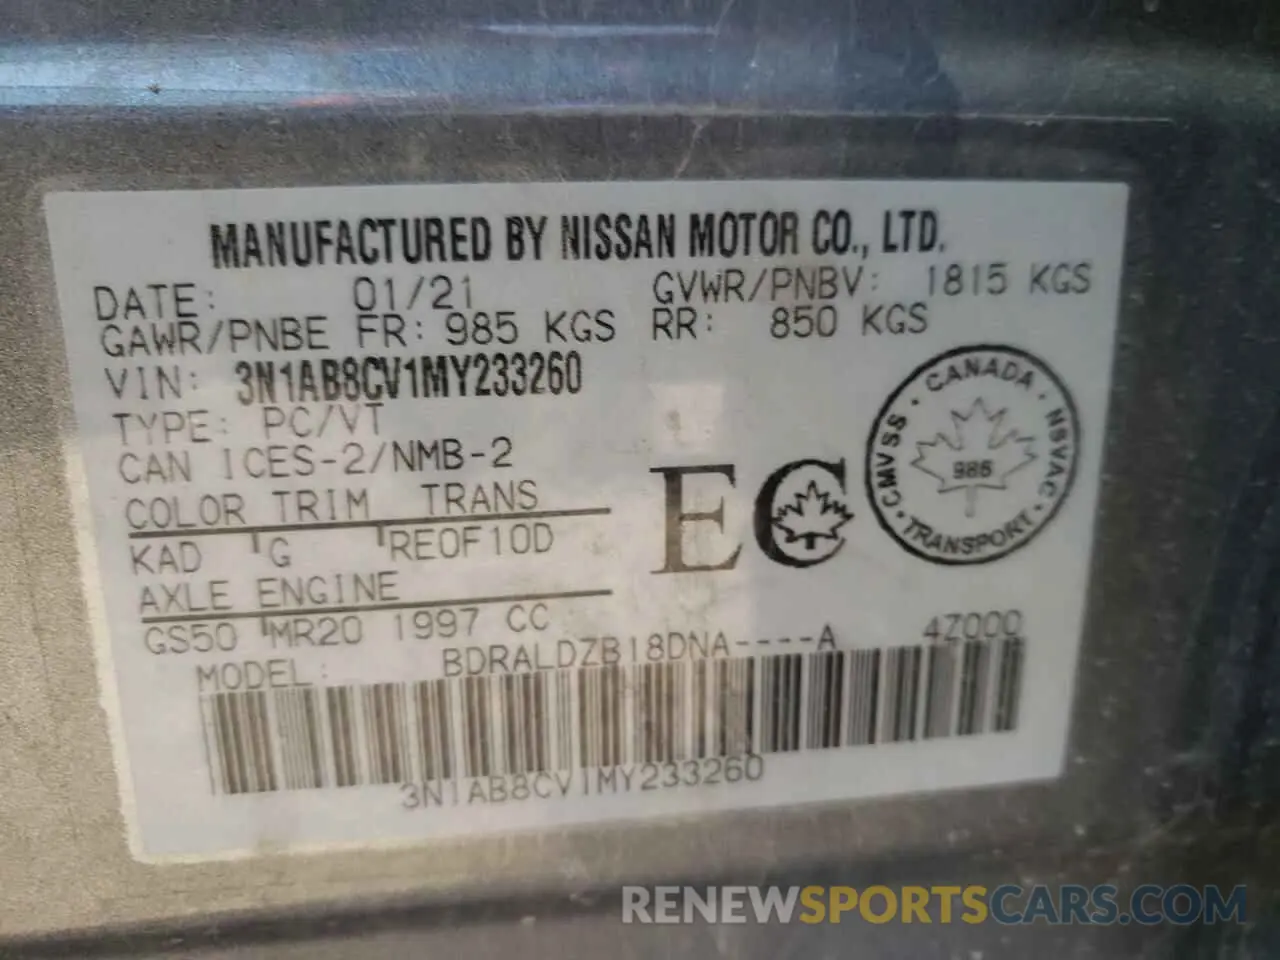 MANUFACTURED BY NISSAN MOTOR CO., LTD.
DATE: 01/21 GVWR/PNBV: 1815 KGS
GAWR/PNBE FR: 985 KGS RR: 850 KGS
VIN: 3N1AB8CV1MY233260
TYPE: PC/VT
CAN ICES-2/NMB-2
COLOR TRIM TRANS
KAD G RE0F10D
AXLE ENGINE
GS50 MR20 1997 CC
MODEL: BDRALDZB18DNA----A 4Z000
3N1AB8CV1MY233260
EC
CANADA · NSVAC · TRANSPORT · CMVSS ·
986
RENEWSPORTSCARS.COM